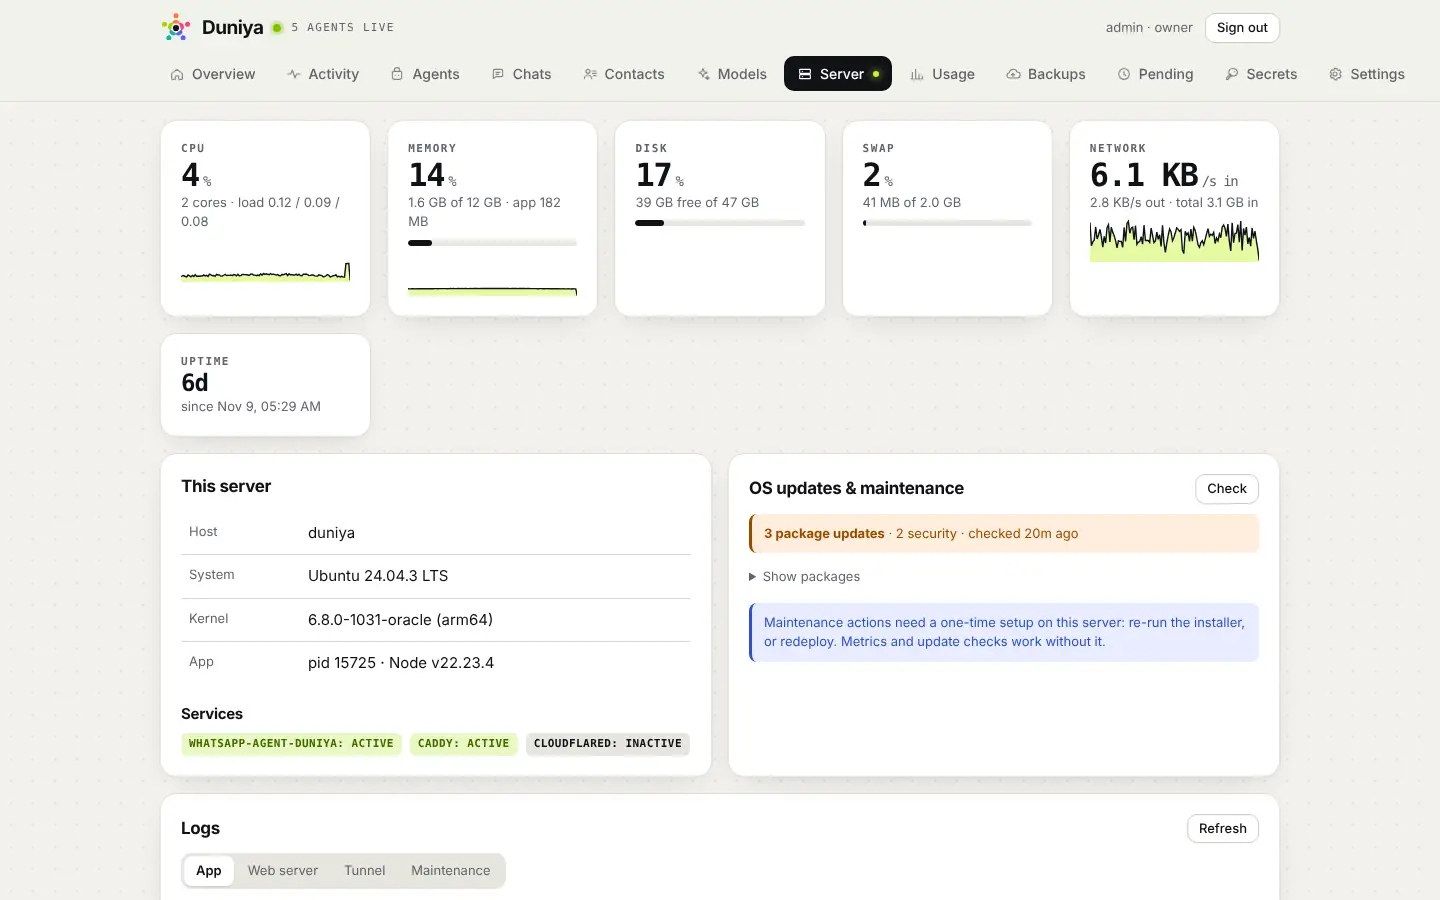 Duniya
5 AGENTS LIVE
admin · owner
Sign out
Overview
Activity
Agents
Chats
Contacts
Models
Server
Usage
Backups
Pending
Secrets
Settings
CPU
4 %
2 cores · load 0.12 / 0.09 /
0.08
MEMORY
14 %
1.6 GB of 12 GB · app 182
MB
DISK
17 %
39 GB free of 47 GB
SWAP
2 %
41 MB of 2.0 GB
NETWORK
6.1 KB /s in
2.8 KB/s out · total 3.1 GB in
UPTIME
6d
since Nov 9, 05:29 AM
This server
Host duniya
System Ubuntu 24.04.3 LTS
Kernel 6.8.0-1031-oracle (arm64)
App pid 15725 · Node v22.23.4
Services
WHATSAPP-AGENT-DUNIYA: ACTIVE
CADDY: ACTIVE
CLOUDFLARED: INACTIVE
OS updates & maintenance
Check
3 package updates · 2 security · checked 20m ago
Show packages
Maintenance actions need a one-time setup on this server: re-run the installer,
or redeploy. Metrics and update checks work without it.
Logs
Refresh
App
Web server
Tunnel
Maintenance